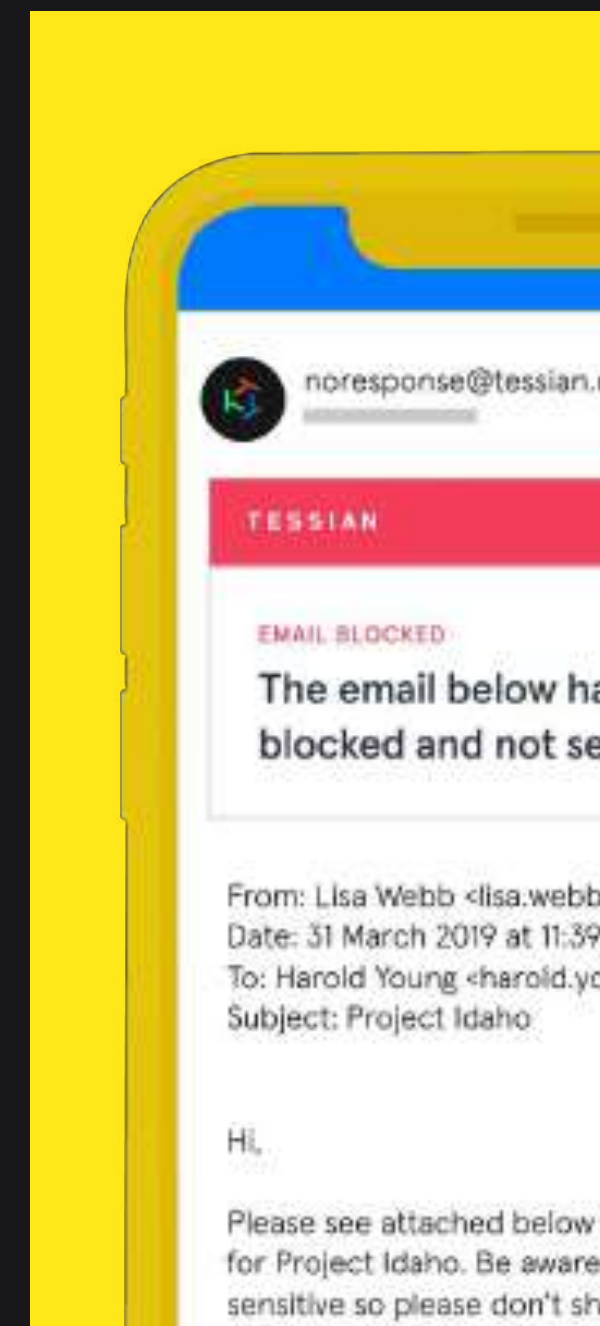 noresponse@tessian.
TESSIAN
EMAIL BLOCKED
The email below ha
blocked and not se
From: Lisa Webb <lisa.webb
Date: 31 March 2019 at 11:39
To: Harold Young <harold.yo
Subject: Project Idaho
Hi,
Please see attached below
for Project Idaho. Be aware
sensitive so please don't sh